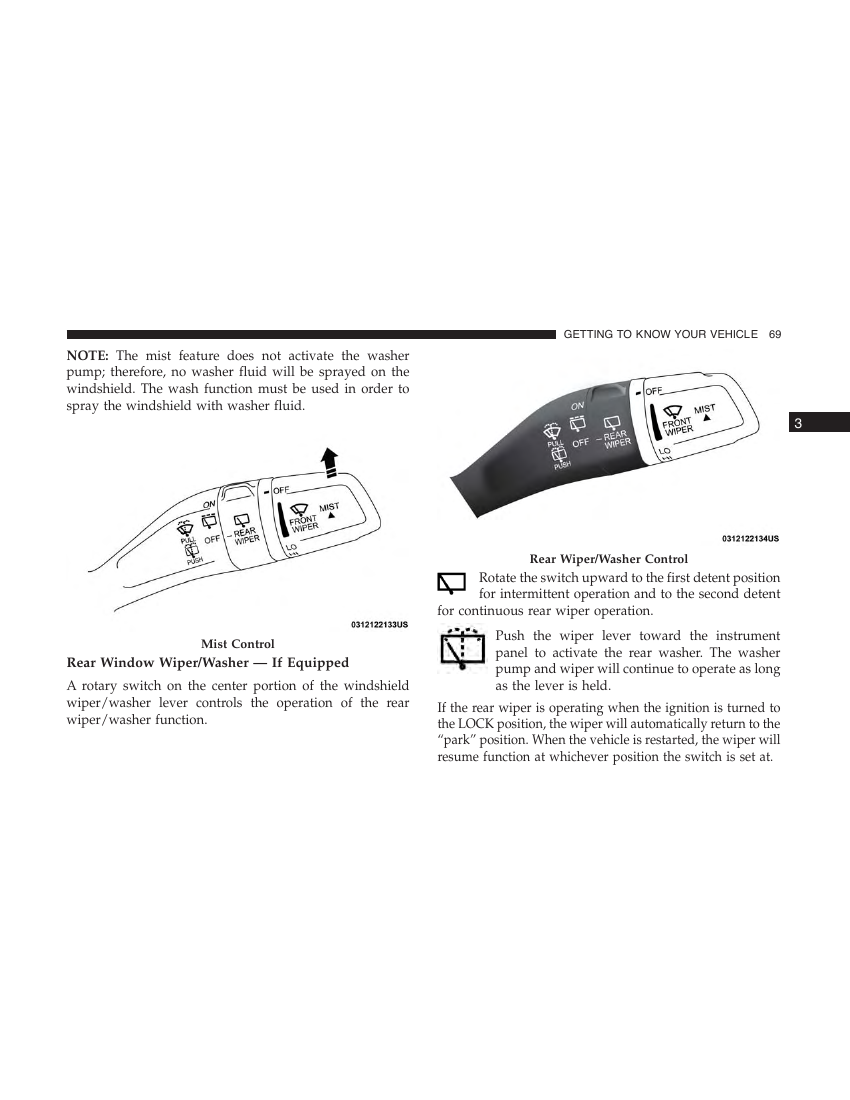 GETTING TO KNOW YOUR VEHICLE 69
NOTE: The mist feature does not activate the washer
pump; therefore, no washer fluid will be sprayed on the
windshield. The wash function must be used in order to
spray the windshield with washer fluid.
ON
OFF
PULL
PUSH
OFF
REAR
WIPER
FRONT
WIPER
MIST
LO
HI
0312122133US
Mist Control
Rear Window Wiper/Washer — If Equipped
A rotary switch on the center portion of the windshield
wiper/washer lever controls the operation of the rear
wiper/washer function.
ON
OFF
PULL
PUSH
OFF
REAR
WIPER
FRONT
WIPER
MIST
LO
HI
3
0312122134US
Rear Wiper/Washer Control
Rotate the switch upward to the first detent position
for intermittent operation and to the second detent
for continuous rear wiper operation.
Push the wiper lever toward the instrument
panel to activate the rear washer. The washer
pump and wiper will continue to operate as long
as the lever is held.
If the rear wiper is operating when the ignition is turned to
the LOCK position, the wiper will automatically return to the
“park” position. When the vehicle is restarted, the wiper will
resume function at whichever position the switch is set at.